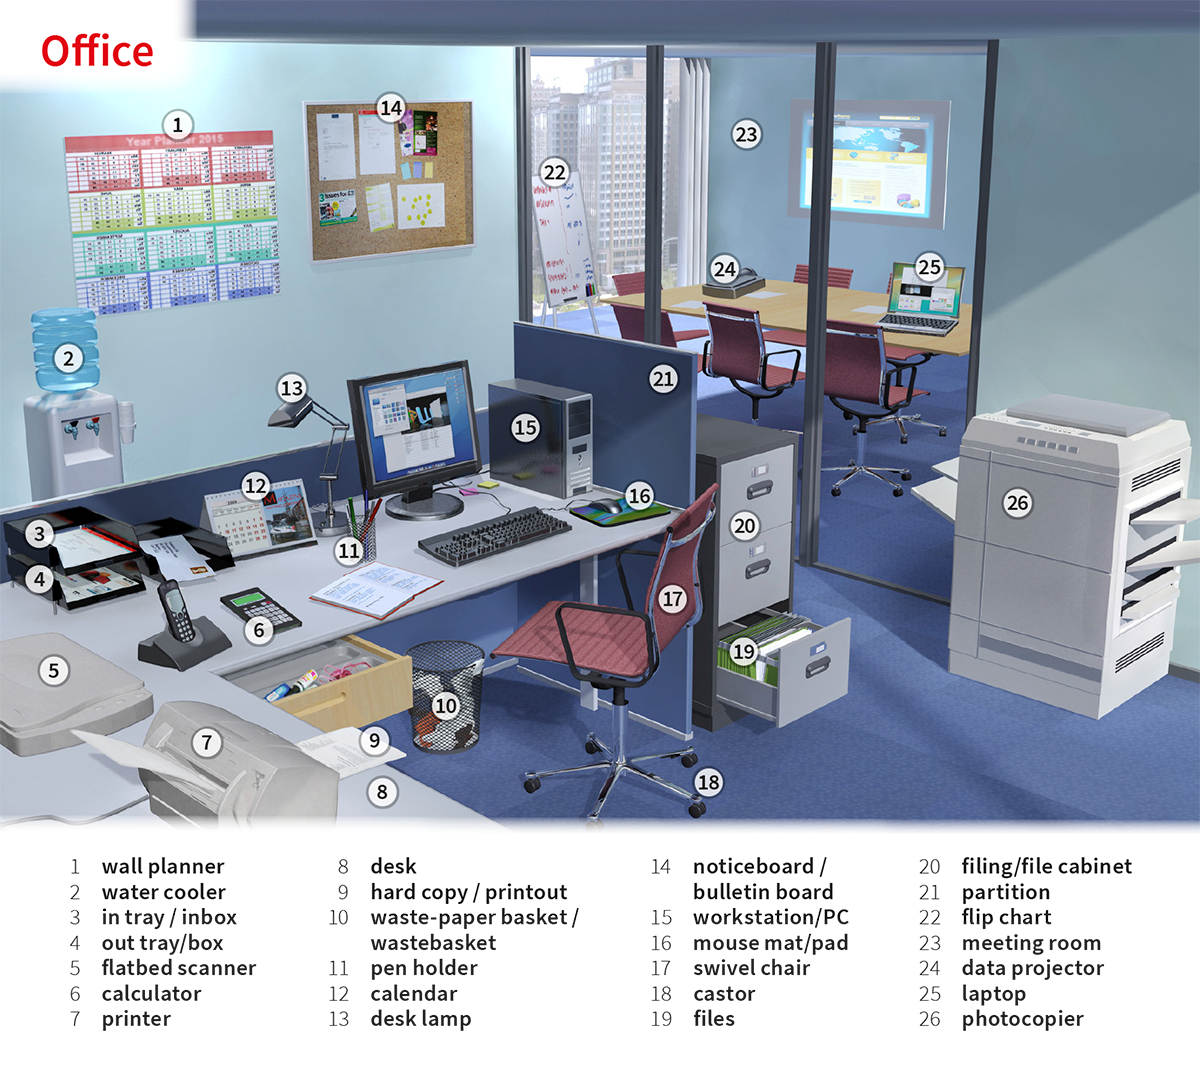 Office
Year Planner 2015
1
14
22
23
24
25
2
13
15
21
12
16
3
11
20
4
26
17
6
5
19
10
7
9
8
18
3 Issues for £1
1 wall planner
2 water cooler
3 in tray / inbox
4 out tray/box
5 flatbed scanner
6 calculator
7 printer
8 desk
9 hard copy / printout
10 waste-paper basket /
wastebasket
11 pen holder
12 calendar
13 desk lamp
14 noticeboard /
bulletin board
15 workstation/PC
16 mouse mat/pad
17 swivel chair
18 castor
19 files
20 filing/file cabinet
21 partition
22 flip chart
23 meeting room
24 data projector
25 laptop
26 photocopier